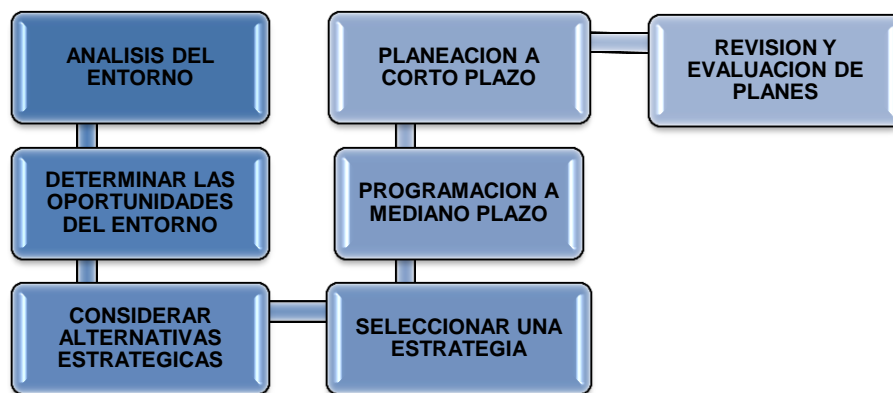 ANALISIS DEL
ENTORNO
DETERMINAR LAS
OPORTUNIDADES
DEL ENTORNO
CONSIDERAR
ALTERNATIVAS
ESTRATEGICAS
SELECCIONAR UNA
ESTRATEGIA
PROGRAMACION A
MEDIANO PLAZO
PLANEACION A
CORTO PLAZO
REVISION Y
EVALUACION DE
PLANES